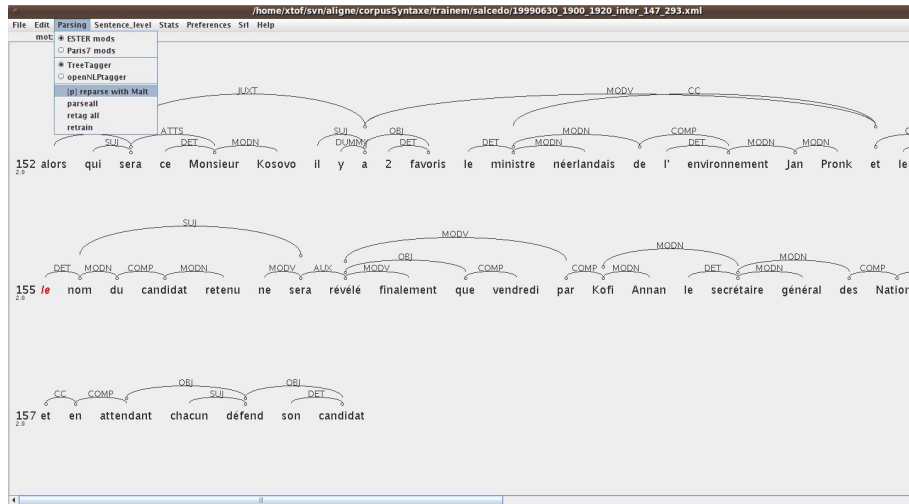 /home/xtof/svn/aligne/corpusSyntaxe/trainem/salcedo/19990630_1900_1920_inter_147_293.xml
File Edit Parsing Sentence_level Stats Preferences Srl Help
mot:
ESTER mods
Paris7 mods
TreeTagger
openNLPtagger
[p] reparse with Malt
parseall
retag all
retrain
JUXT MODV CC
ATTS SUJ OBJ MODN COMP
SUJ DET MODN DUMMY DET DET MODN DET MODN MODN
152 alors qui sera ce Monsieur Kosovo il y a 2 favoris le ministre néerlandais de l' environnement Jan Pronk et le
2.0
SUJ
MODV
OBJ MODN
MODN
DET MODN COMP MODN MODV AUX MODV COMP COMP MODN DET MODN COMP
155 le nom du candidat retenu ne sera révélé finalement que vendredi par Kofi Annan le secrétaire général des Nation
2.0
OBJ OBJ
CC COMP SUJ DET
157 et en attendant chacun défend son candidat
2.0